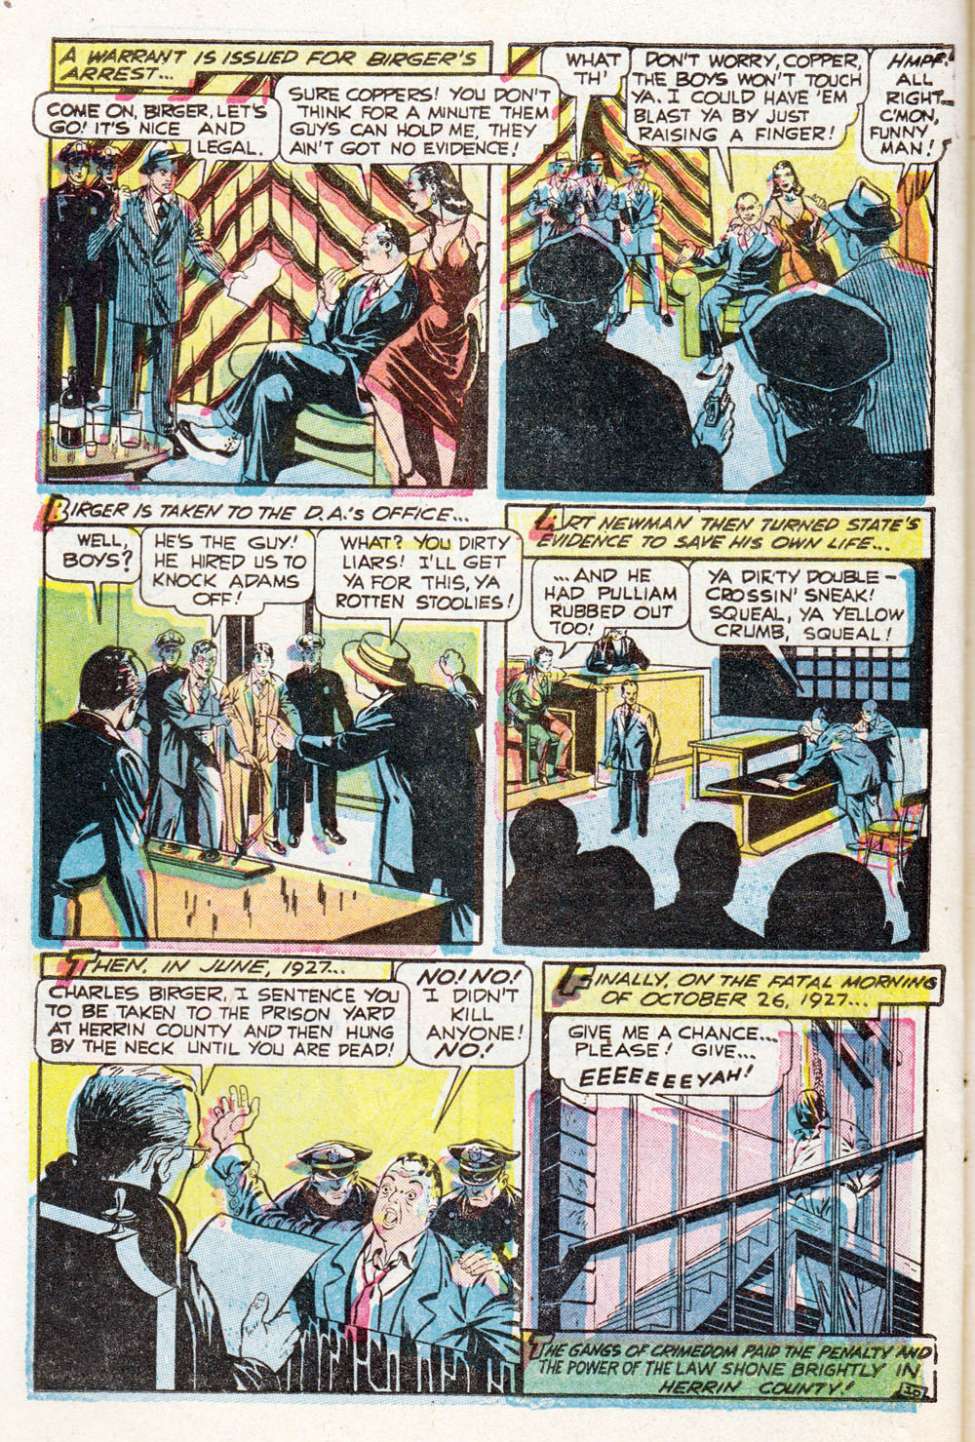 A WARRANT IS ISSUED FOR BIRGER'S
ARREST...
COME ON, BIRGER, LET'S
GO! IT'S NICE AND
LEGAL.
SURE COPPERS! YOU DON'T
THINK FOR A MINUTE THEM
GUYS CAN HOLD ME, THEY
AIN'T GOT NO EVIDENCE!
WHAT
TH'
DON'T WORRY, COPPER,
THE BOYS WON'T TOUCH
YA. I COULD HAVE 'EM
BLAST YA BY JUST
RAISING A FINGER!
HMPF!
ALL
RIGHT—
C'MON,
FUNNY
MAN!
BIRGER IS TAKEN TO THE D.A.'S OFFICE...
WELL,
BOYS?
HE'S THE GUY!
HE HIRED US TO
KNOCK ADAMS
OFF!
WHAT? YOU DIRTY
LIARS! I'LL GET
YA FOR THIS, YA
ROTTEN STOOLIES!
ART NEWMAN THEN TURNED STATE'S
EVIDENCE TO SAVE HIS OWN LIFE...
...AND HE
HAD PULLIAM
RUBBED OUT
TOO!
YA DIRTY DOUBLE-
CROSSIN' SNEAK!
SQUEAL, YA YELLOW
CRUMB, SQUEAL!
THEN, IN JUNE, 1927...
CHARLES BIRGER, I SENTENCE YOU
TO BE TAKEN TO THE PRISON YARD
AT HERRIN COUNTY AND THEN HUNG
BY THE NECK UNTIL YOU ARE DEAD!
NO! NO!
I DIDN'T
KILL
ANYONE!
NO!
FINALLY, ON THE FATAL MORNING
OF OCTOBER 26, 1927...
GIVE ME A CHANCE...
PLEASE! GIVE...
EEEEEEEYAH!
THE GANGS OF CRIMEDOM PAID THE PENALTY AND
THE POWER OF THE LAW SHONE BRIGHTLY IN
HERRIN COUNTY!